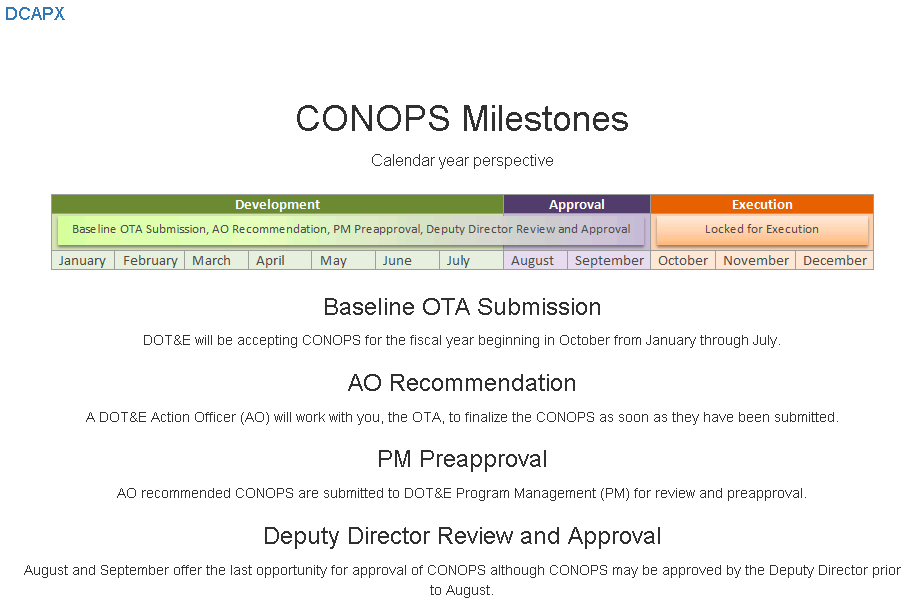 DCAPX
CONOPS Milestones
Calendar year perspective
Development Approval Execution
Baseline OTA Submission, AO Recommendation, PM Preapproval, Deputy Director Review and Approval Locked for Execution
January February March April May June July August September October November December
Baseline OTA Submission
DOT&E will be accepting CONOPS for the fiscal year beginning in October from January through July.
AO Recommendation
A DOT&E Action Officer (AO) will work with you, the OTA, to finalize the CONOPS as soon as they have been submitted.
PM Preapproval
AO recommended CONOPS are submitted to DOT&E Program Management (PM) for review and preapproval.
Deputy Director Review and Approval
August and September offer the last opportunity for approval of CONOPS although CONOPS may be approved by the Deputy Director prior
to August.